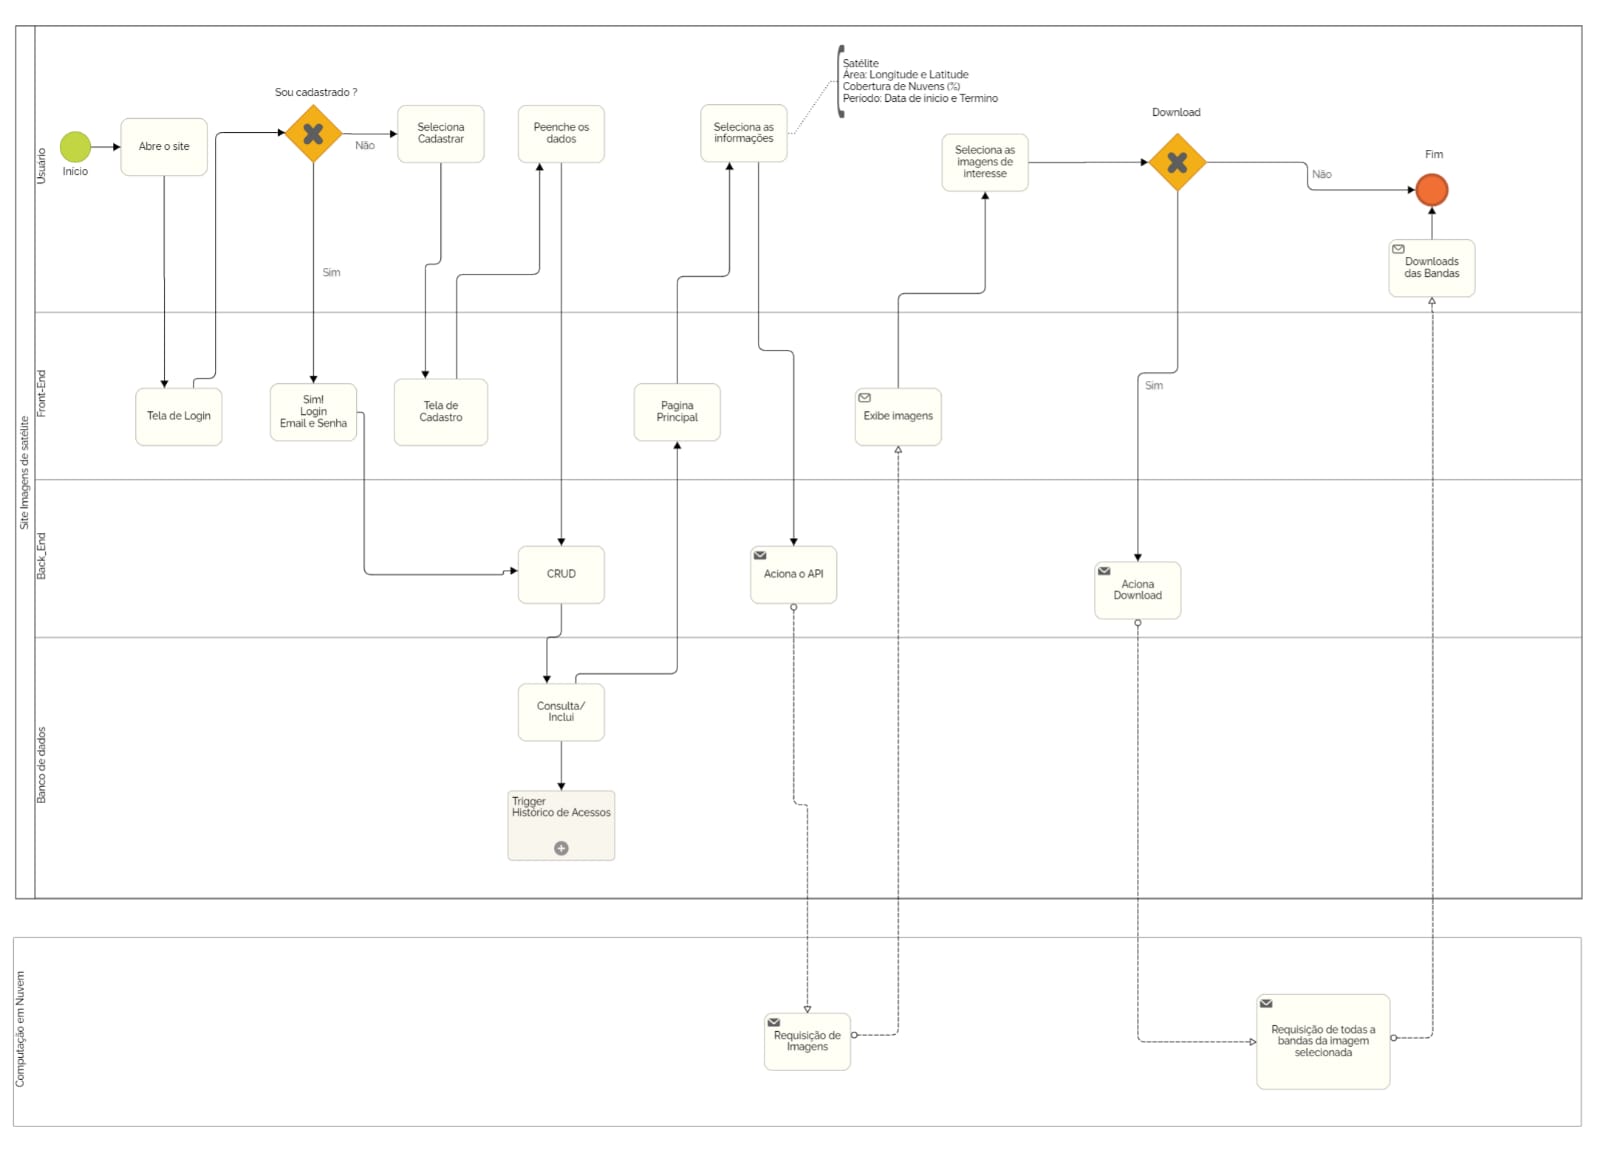 Site Imagens de satélite
Usuário
Inicio
Abre o site
Sou cadastrado ?
Não
Sim
Seleciona
Cadastrar
Peenche os
dados
Seleciona as
informações
Satélite
Área: Longitude e Latitude
Cobertura de Nuvens (%)
Periodo: Data de inicio e Termino
Seleciona as
imagens de
interesse
Download
Não
Fim
Downloads
das Bandas
Front-End
Tela de Login
Sim!
Login
Email e Senha
Tela de
Cadastro
Pagina
Principal
Exibe imagens
Sim
Back_End
CRUD
Aciona o API
Aciona
Download
Banco de dados
Consulta/
Inclui
Trigger
Histórico de Acessos
Computação em Nuvem
Requisição de
Imagens
Requisição de todas a
bandas da imagem
selecionada